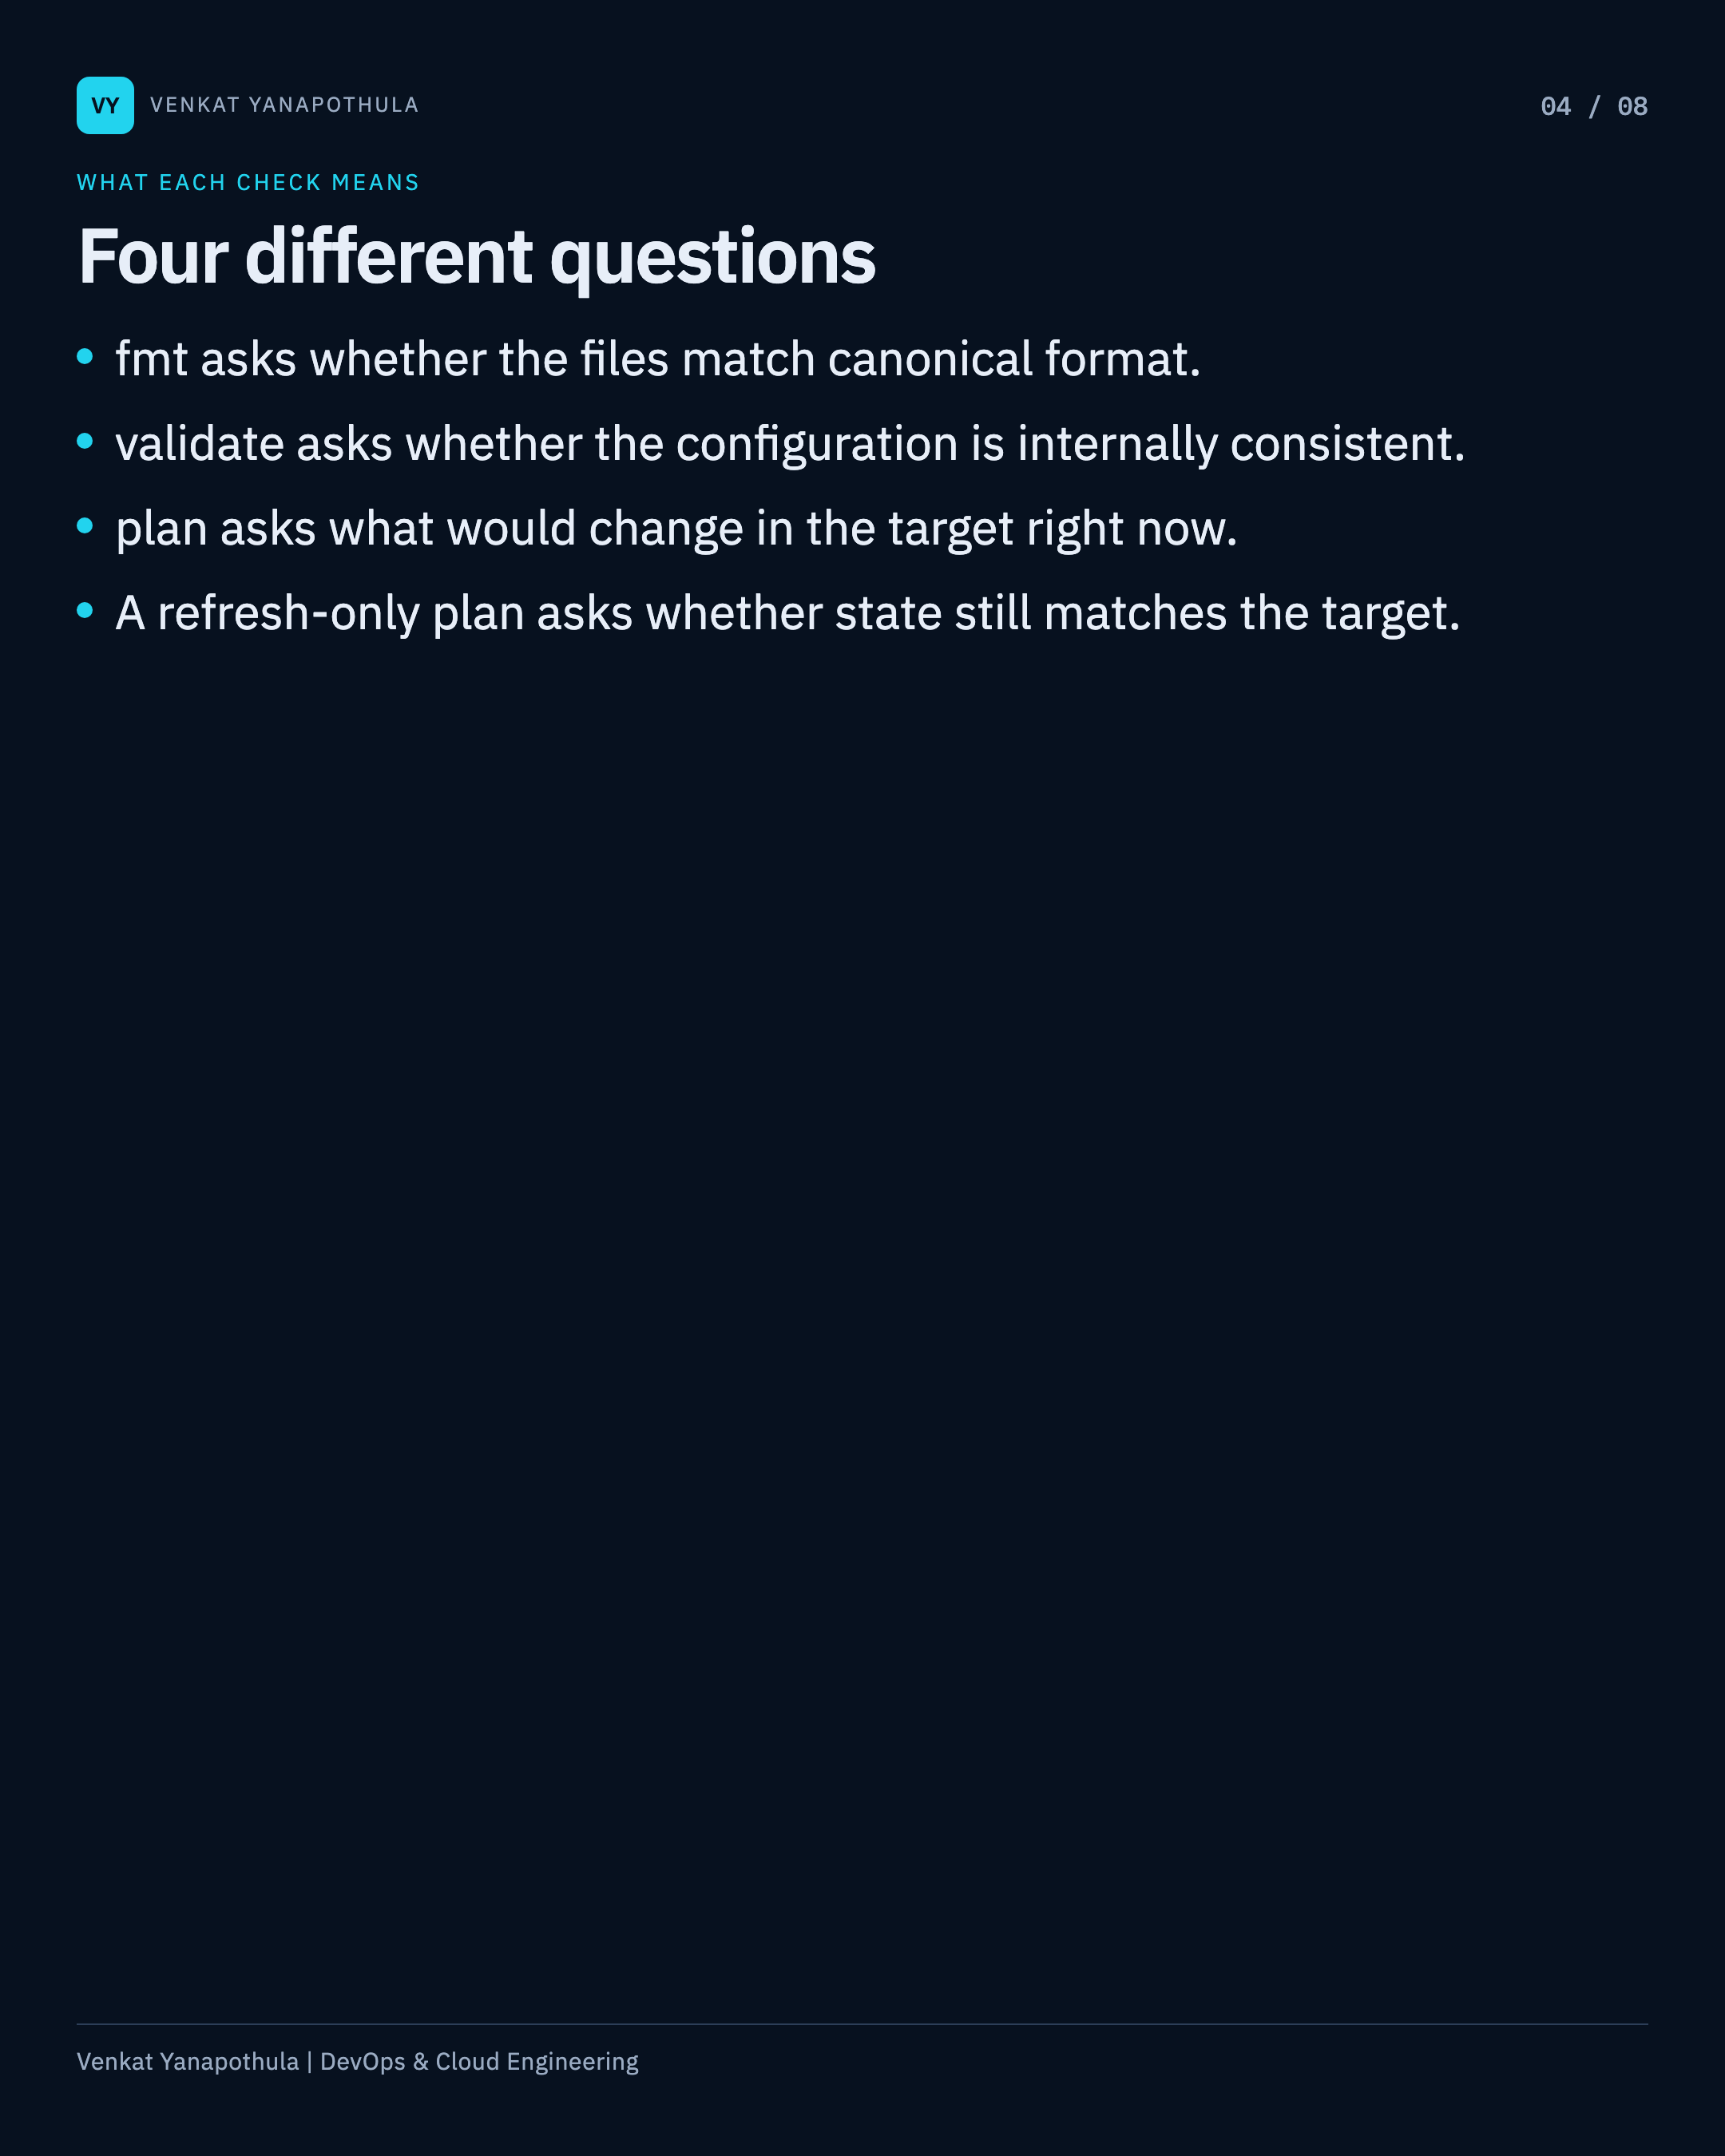 VY
VENKAT YANAPOTHULA
04 / 08
WHAT EACH CHECK MEANS
Four different questions
fmt asks whether the files match canonical format.
validate asks whether the configuration is internally consistent.
plan asks what would change in the target right now.
A refresh-only plan asks whether state still matches the target.
Venkat Yanapothula | DevOps & Cloud Engineering